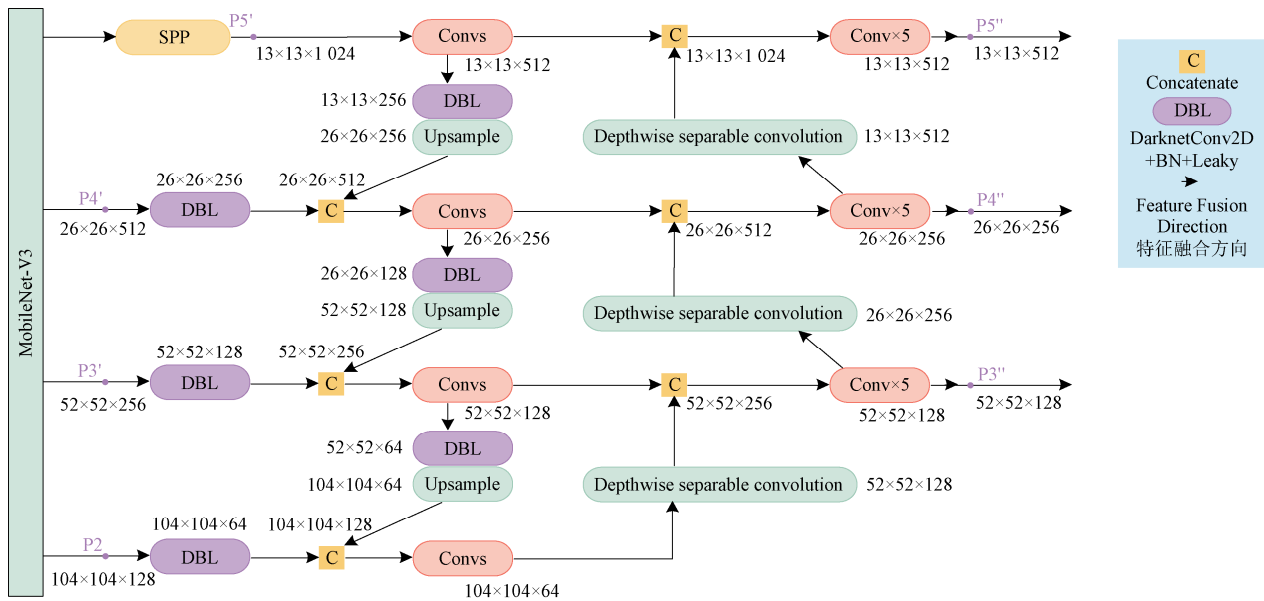 MobileNet-V3
SPP
P5'
13×13×1 024
Convs
13×13×512
C
13×13×1 024
Conv×5
13×13×512
P5''
13×13×512
13×13×256
DBL
26×26×256
Upsample
Depthwise separable convolution
13×13×512
P4'
26×26×512
26×26×256
DBL
26×26×512
C
Convs
26×26×256
C
26×26×512
Conv×5
26×26×256
P4''
26×26×256
26×26×128
DBL
52×52×128
Upsample
Depthwise separable convolution
26×26×256
P3'
52×52×256
52×52×128
DBL
52×52×256
C
Convs
52×52×128
C
52×52×256
Conv×5
52×52×128
P3''
52×52×128
52×52×64
DBL
104×104×64
Upsample
Depthwise separable convolution
52×52×128
P2
104×104×128
104×104×64
DBL
104×104×128
C
Convs
104×104×64
C
Concatenate
DBL
DarknetConv2D
+BN+Leaky
Feature Fusion
Direction
特征融合方向